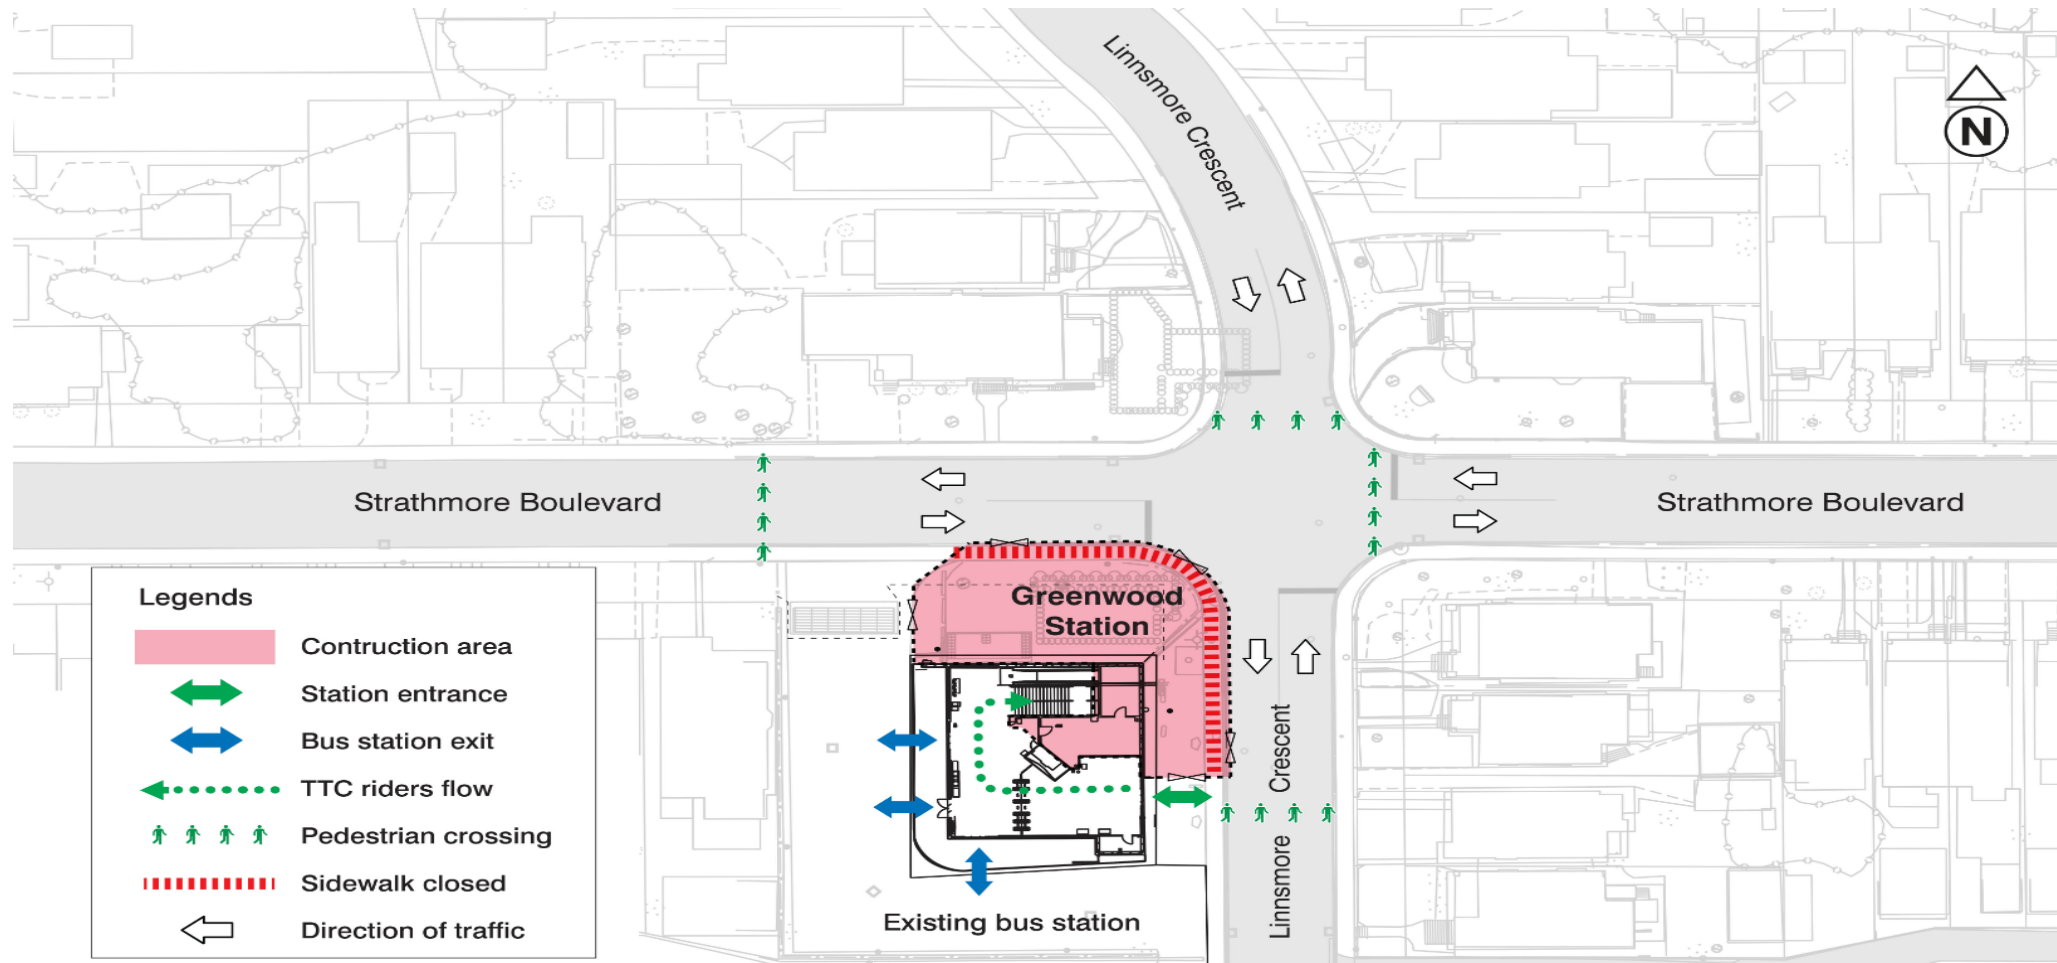 Linnsmore Crescent
N
Strathmore Boulevard
Strathmore Boulevard
Greenwood
Station
Legends
Contruction area
Station entrance
Bus station exit
TTC riders flow
Pedestrian crossing
Sidewalk closed
Direction of traffic
Linnsmore Crescent
Existing bus station